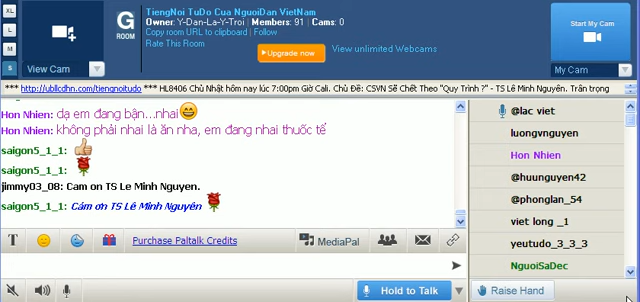 XL
L
M
S
View Cam
G
ROOM
TiengNoi TuDo Cua NguoiDan VietNam
Owner: Y-Dan-La-Y-Troi | Members: 91 | Cams: 0
Copy room URL to clipboard | Follow
Rate This Room
Upgrade now
View unlimited Webcams
Start My Cam
My Cam
*** http://ubllcdhn.com/tiengnoitudo *** HL8406 Chủ Nhật hôm nay lúc 7:00pm Giờ Cali. Chủ Đề: CSVN Sẽ Chết Theo "Quy Trình ?" - TS Lê Minh Nguyên. Trân trọng
Hon Nhien: dạ em đang bận...nhai
Hon Nhien: không phải nhai là ăn nha, em đang nhai thuốc tể
saigon5_1_1:
saigon5_1_1:
jimmy03_08: Cam on TS Le Minh Nguyen.
saigon5_1_1: Cám ơn TS Lê Minh Nguyên
@lac viet
luongvnguyen
Hon Nhien
@huunguyen42
@phonglan_54
viet long _1
yeutudo_3_3_3
NguoiSaDec
T
Purchase Paltalk Credits
MediaPal
Hold to Talk
Raise Hand